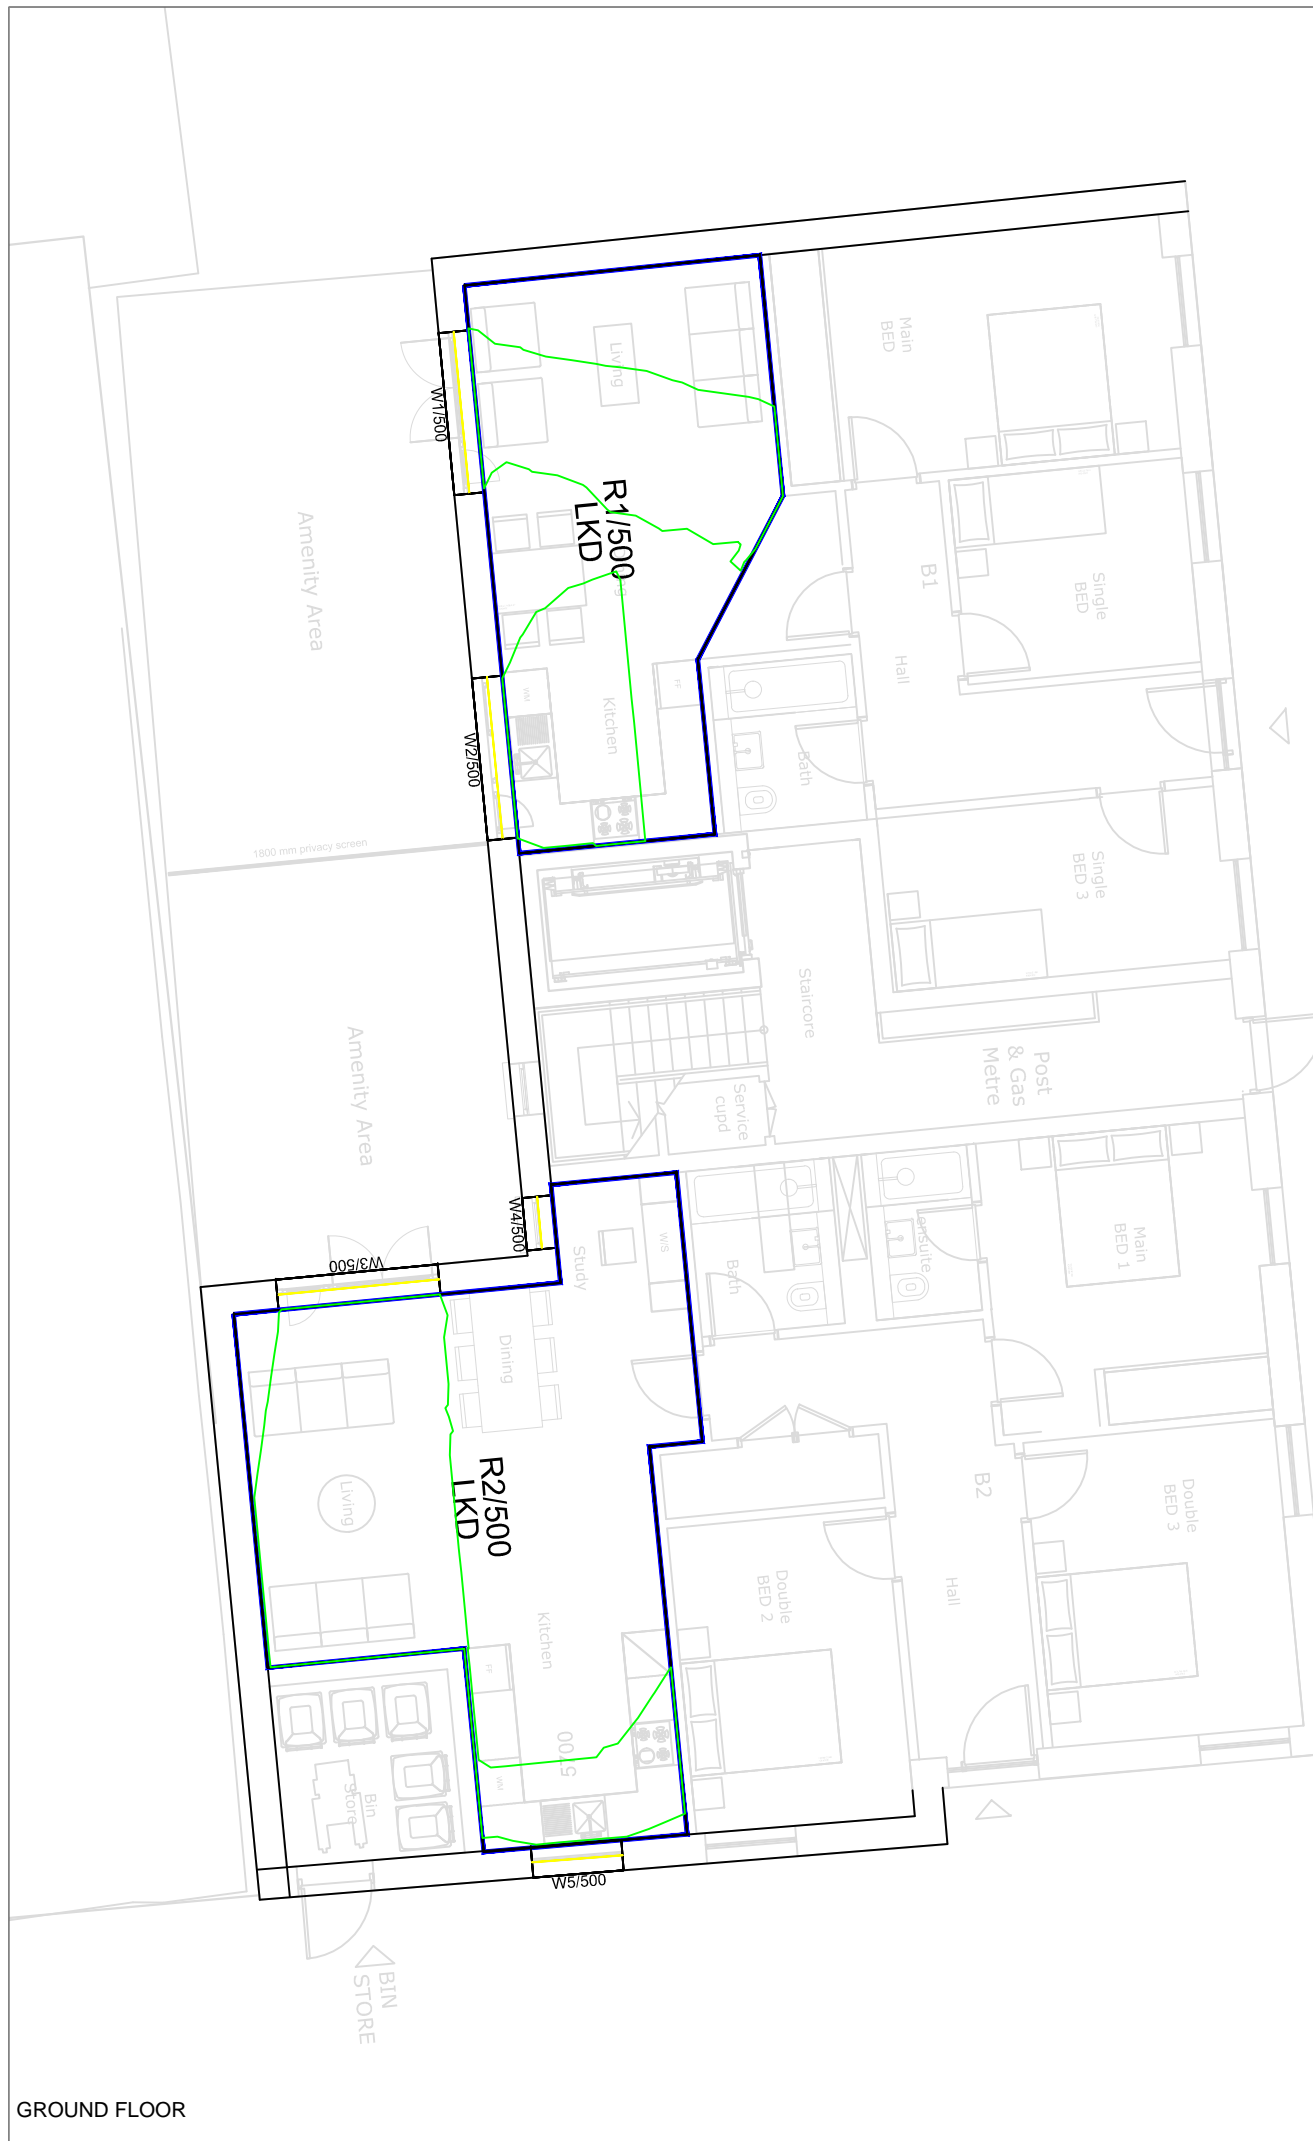 Main
BED
Living
W1/500
R1/500
LKD
Amenity Area
B1
Single
BED
Hall
FF
WM
Kitchen
W2/500
Bath
1800 mm privacy screen
Single
BED 3
Staircore
Post
& Gas
Metre
Amenity Area
Service
cupd
W4/500
W/S
Study
Bath
ensuite
Main
BED 1
W3/500
Dining
R2/500
LKD
Living
B2
Double
BED 3
Double
BED 2
Hall
Kitchen
FF
5700
WM
Bin
Store
W5/500
BIN
STORE
GROUND FLOOR